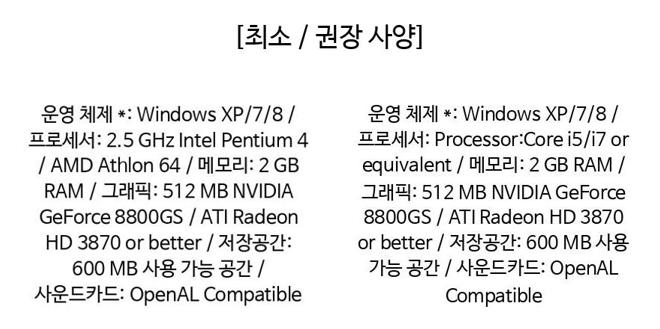 [최소 / 권장 사양]
운영 체제 *: Windows XP/7/8 /
프로세서: 2.5 GHz Intel Pentium 4
/ AMD Athlon 64 / 메모리: 2 GB
RAM / 그래픽: 512 MB NVIDIA
GeForce 8800GS / ATI Radeon
HD 3870 or better / 저장공간:
600 MB 사용 가능 공간 /
사운드카드: OpenAL Compatible
운영 체제 *: Windows XP/7/8 /
프로세서: Processor:Core i5/i7 or
equivalent / 메모리: 2 GB RAM /
그래픽: 512 MB NVIDIA GeForce
8800GS / ATI Radeon HD 3870
or better / 저장공간: 600 MB 사용
가능 공간 / 사운드카드: OpenAL
Compatible